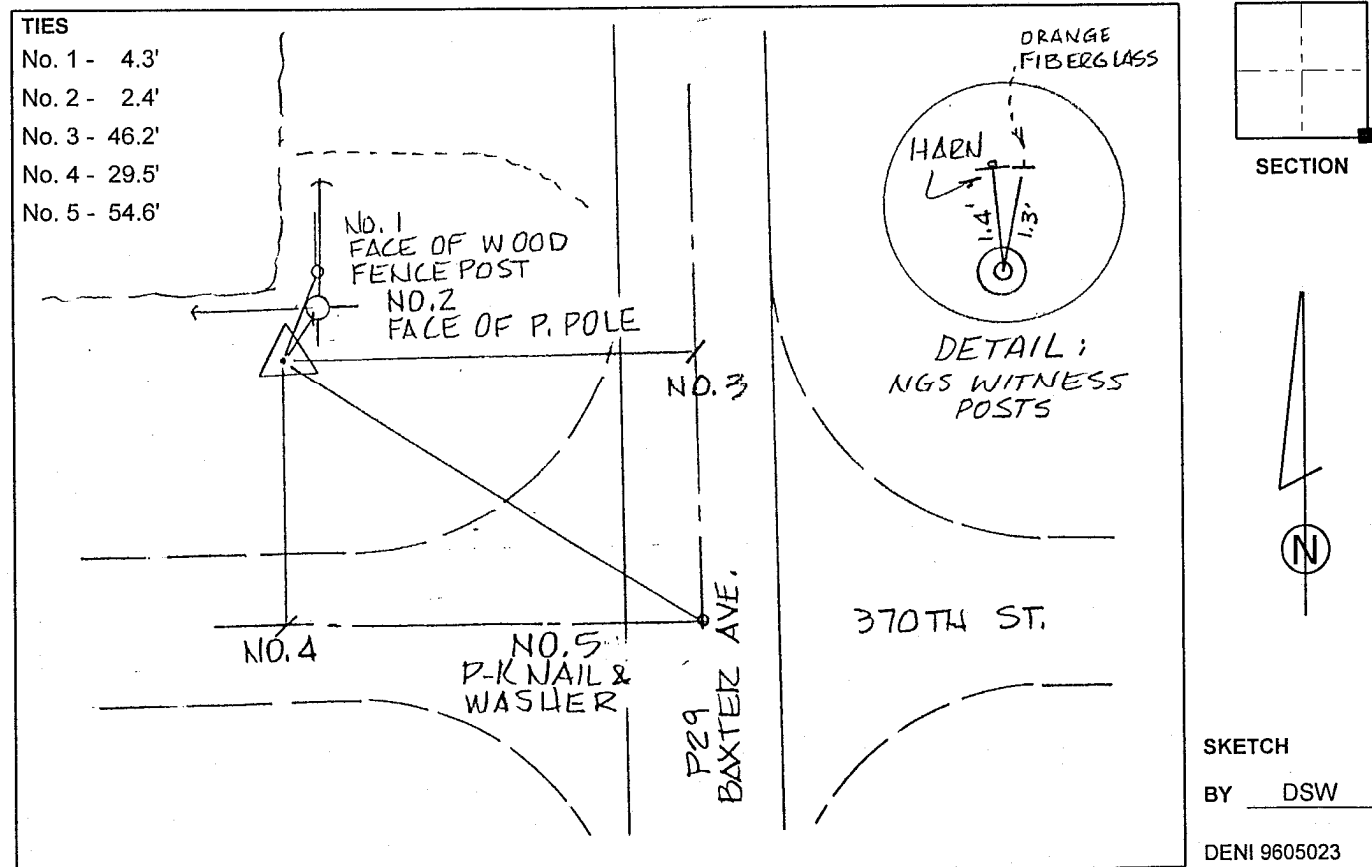 TIES
No. 1 - 4.3'
No. 2 - 2.4'
No. 3 - 46.2'
No. 4 - 29.5'
No. 5 - 54.6'
NO. 1
FACE OF WOOD
FENCE POST
NO. 2
FACE OF P. POLE
NO. 3
NO. 4
NO. 5
P-K NAIL &
WASHER
P29
BAXTER AVE.
370TH ST.
ORANGE
FIBERGLASS
HARN
1.4'
1.3'
DETAIL:
NGS WITNESS
POSTS
SECTION
N
SKETCH
BY DSW
DENI 9605023